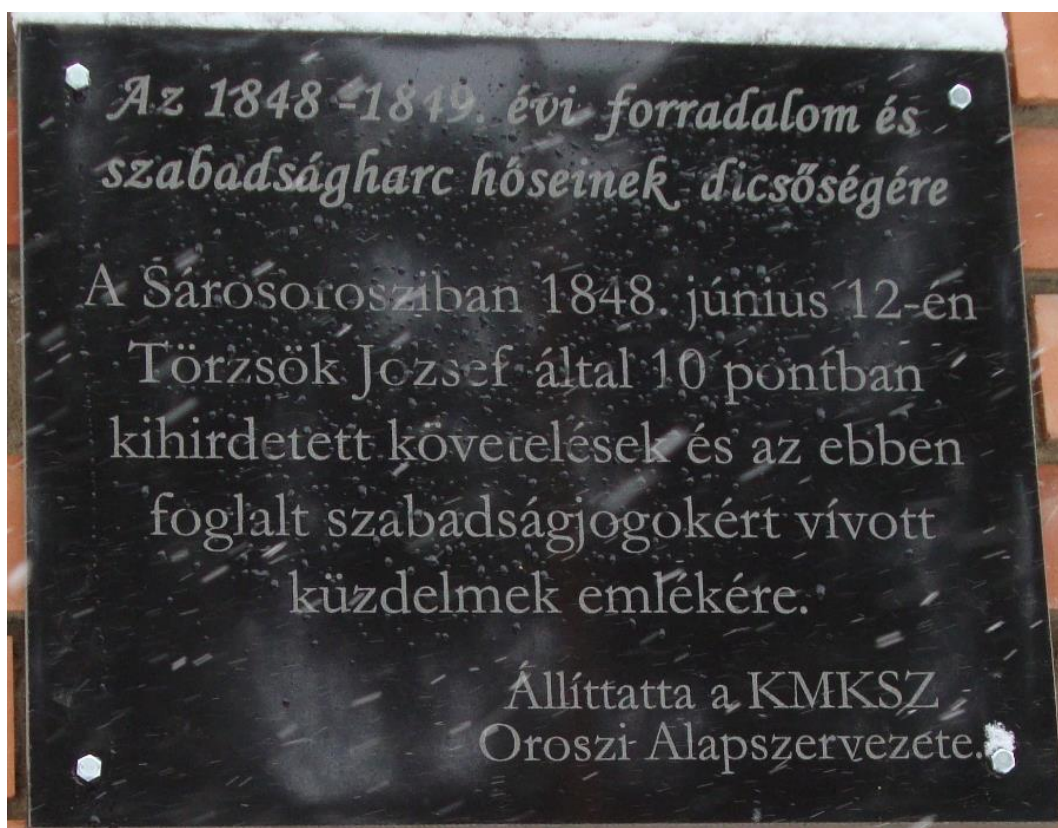 Az 1848 -1849. évi forradalom és
szabadságharc hőseinek dicsőségére
A Sárosorosziban 1848. június 12-én
Törzsök Jozsef által 10 pontban
kihirdetett követelések és az ebben
foglalt szabadságjogokért vívott
küzdelmek emlékére.
Állíttatta a KMKSZ
Oroszi Alapszervezete.